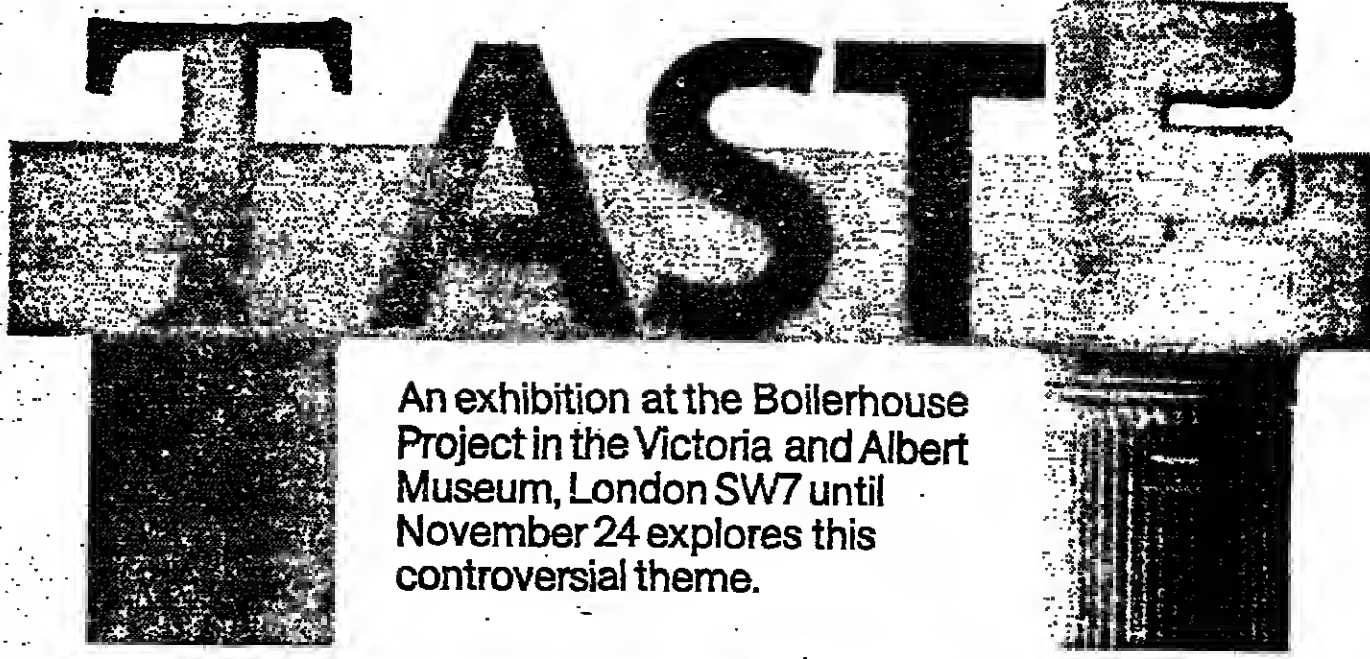 TASTE
An exhibition at the Boilerhouse
Project in the Victoria and Albert
Museum, London SW7 until
November 24 explores this
controversial theme.